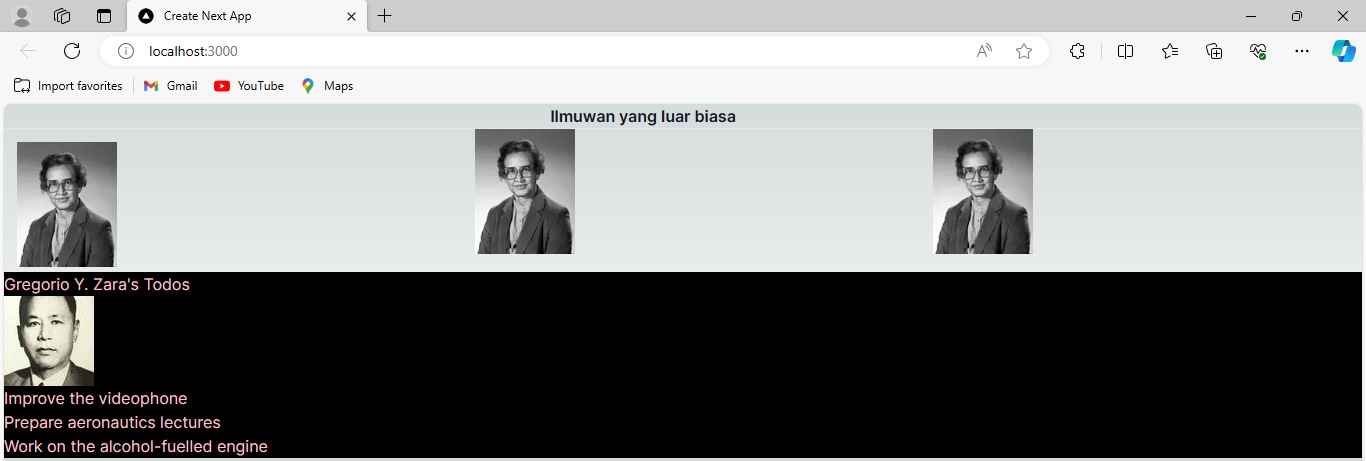 Create Next App
localhost:3000
Import favorites
Gmail
YouTube
Maps
Ilmuwan yang luar biasa
Gregorio Y. Zara's Todos
Improve the videophone
Prepare aeronautics lectures
Work on the alcohol-fuelled engine